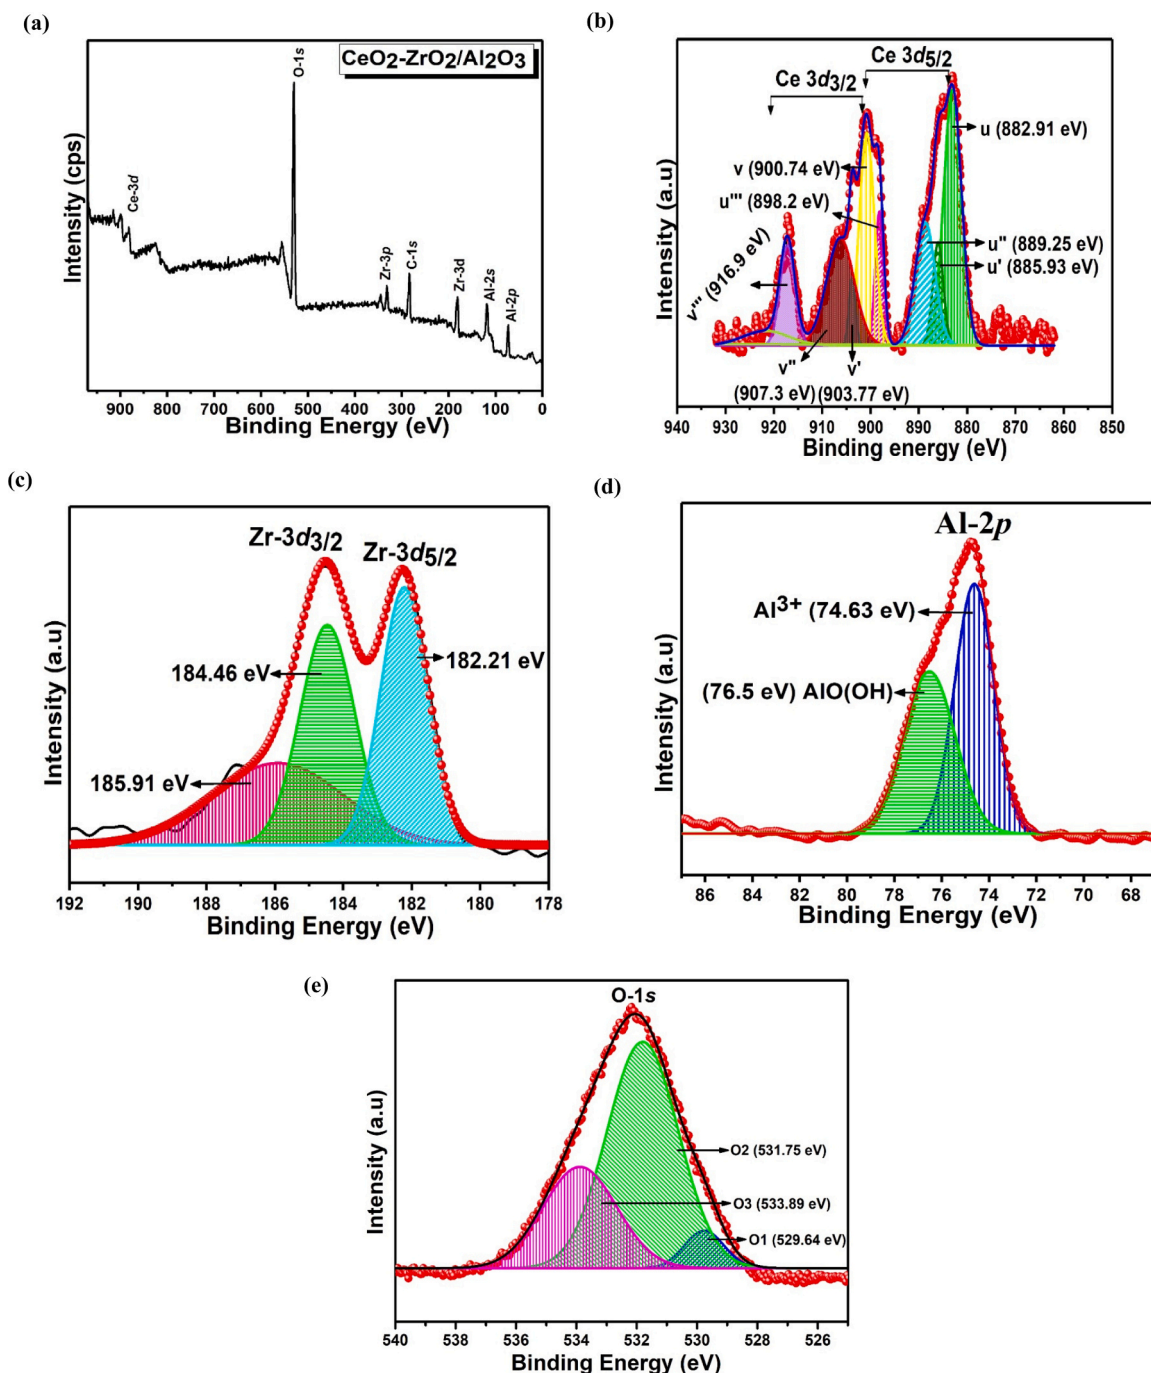 (a)
CeO2-ZrO2/Al2O3
O-1s
Ce-3d
Zr-3p
C-1s
Zr-3d
Al-2s
Al-2p
Intensity (cps)
900 800 700 600 500 400 300 200 100 0
Binding Energy (eV)
(b)
Ce 3d5/2
Ce 3d3/2
u (882.91 eV)
v (900.74 eV)
u''' (898.2 eV)
v''' (916.9 eV)
u'' (889.25 eV)
u' (885.93 eV)
v'' v'
(907.3 eV) (903.77 eV)
Intensity (a.u)
940 930 920 910 900 890 880 870 860 850
Binding energy (eV)
(c)
Zr-3d3/2
Zr-3d5/2
184.46 eV
182.21 eV
185.91 eV
Intensity (a.u)
192 190 188 186 184 182 180 178
Binding Energy (eV)
(d)
Al-2p
Al3+ (74.63 eV)
(76.5 eV) AlO(OH)
Intensity (a.u)
86 84 82 80 78 76 74 72 70 68
Binding Energy (eV)
(e)
O-1s
O2 (531.75 eV)
O3 (533.89 eV)
O1 (529.64 eV)
Intensity (a.u)
540 538 536 534 532 530 528 526
Binding Energy (eV)